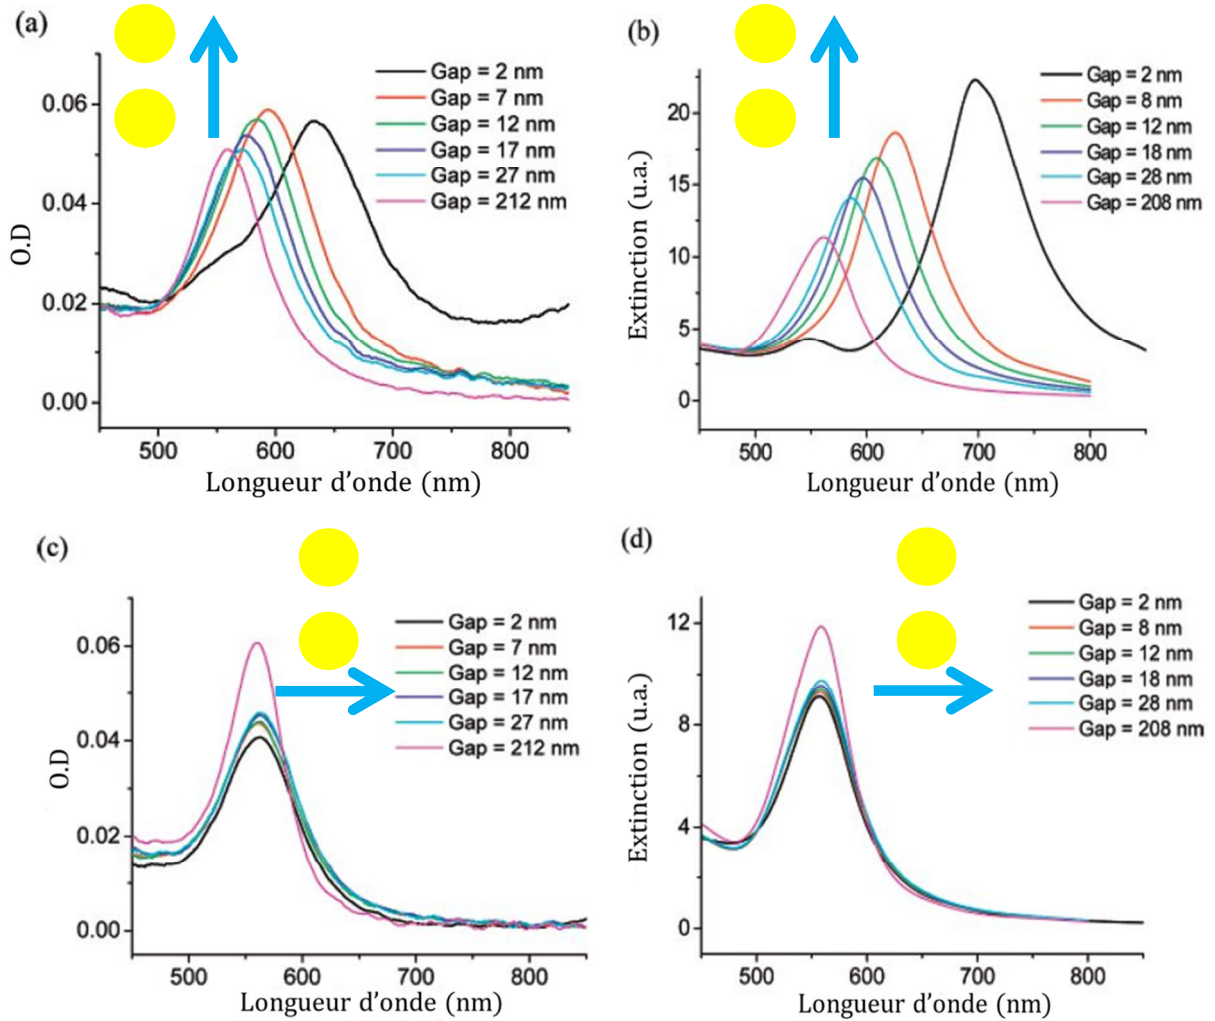 (a)
Gap = 2 nm
Gap = 7 nm
Gap = 12 nm
Gap = 17 nm
Gap = 27 nm
Gap = 212 nm
0.06
0.04
0.02
0.00
O.D
500 600 700 800
Longueur d'onde (nm)
(b)
Gap = 2 nm
Gap = 8 nm
Gap = 12 nm
Gap = 18 nm
Gap = 28 nm
Gap = 208 nm
20
15
10
5
0
Extinction (u.a.)
500 600 700 800
Longueur d'onde (nm)
(c)
Gap = 2 nm
Gap = 7 nm
Gap = 12 nm
Gap = 17 nm
Gap = 27 nm
Gap = 212 nm
0.06
0.04
0.02
0.00
O.D
500 600 700 800
Longueur d'onde (nm)
(d)
Gap = 2 nm
Gap = 8 nm
Gap = 12 nm
Gap = 18 nm
Gap = 28 nm
Gap = 208 nm
12
8
4
0
Extinction (u.a.)
500 600 700 800
Longueur d'onde (nm)